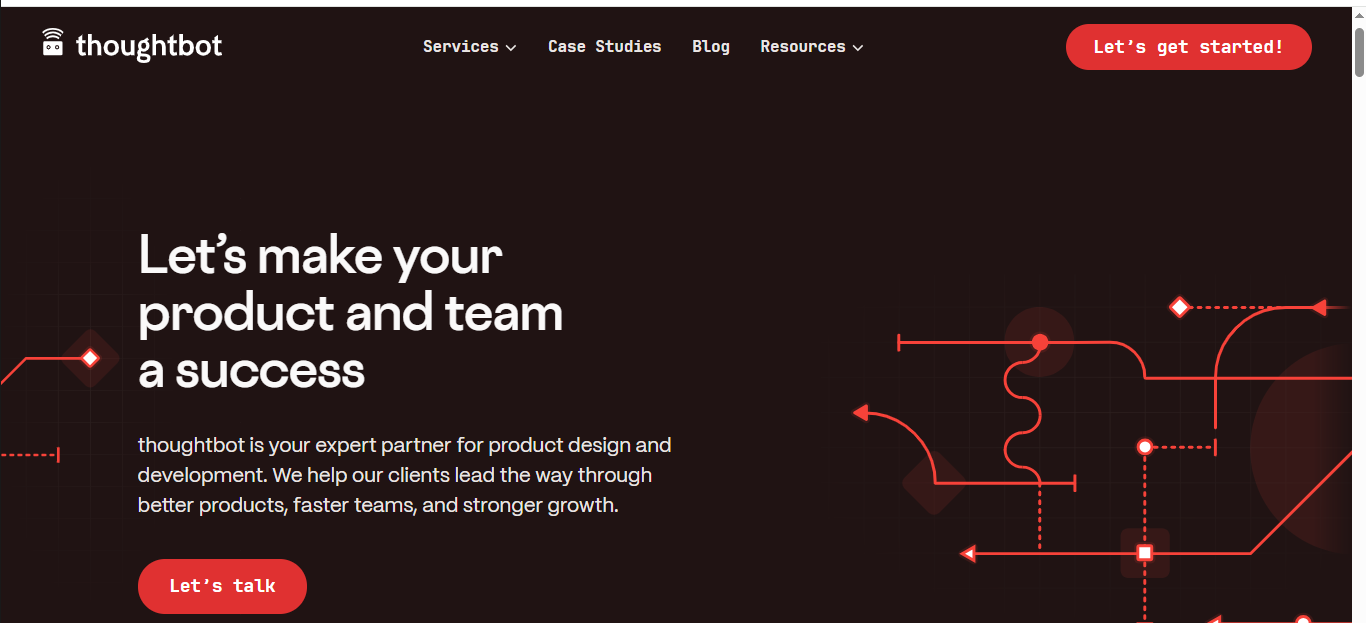 thoughtbot
Services
Case Studies
Blog
Resources
Let’s get started!
Let’s make your
product and team
a success
thoughtbot is your expert partner for product design and
development. We help our clients lead the way through
better products, faster teams, and stronger growth.
Let’s talk